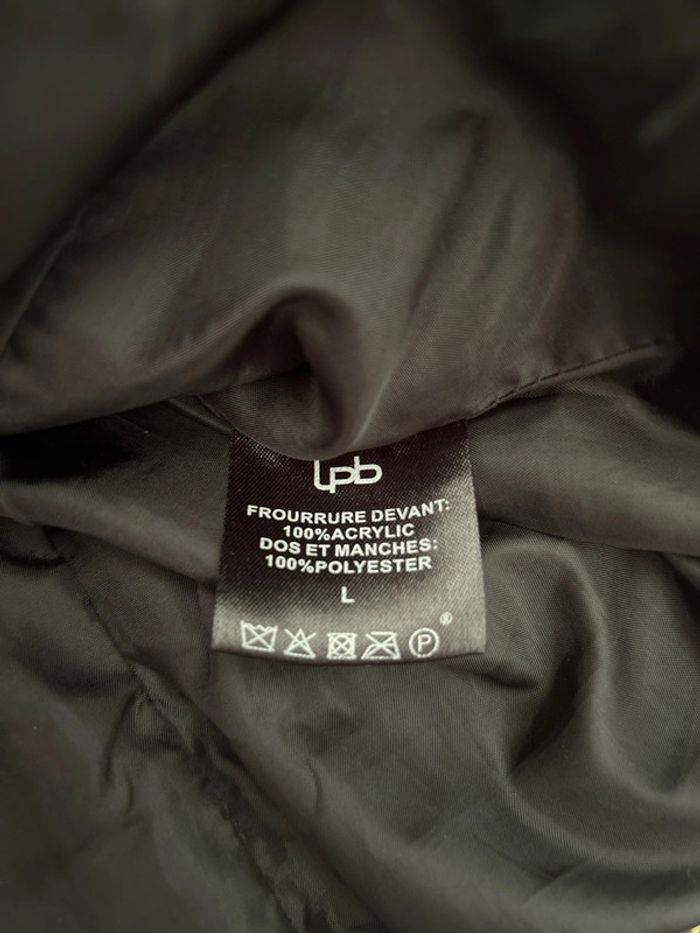 lpb
FROURRURE DEVANT:
100%ACRYLIC
DOS ET MANCHES:
100%POLYESTER
L
P ®